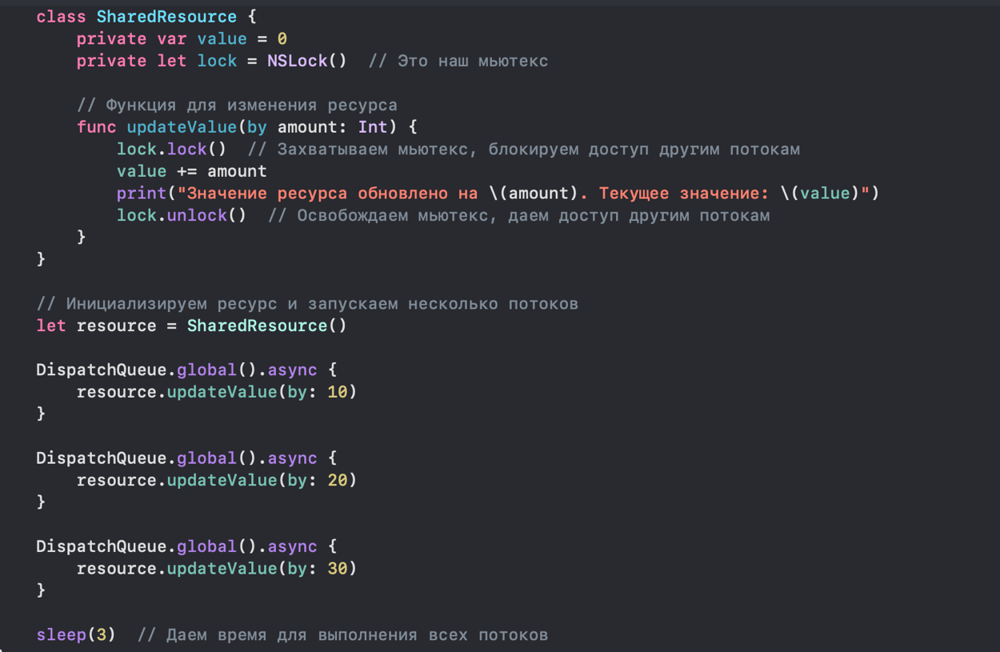 class SharedResource {
    private var value = 0
    private let lock = NSLock()  // Это наш мьютекс
    // Функция для изменения ресурса
    func updateValue(by amount: Int) {
        lock.lock()  // Захватываем мьютекс, блокируем доступ другим потокам
        value += amount
        print("Значение ресурса обновлено на \(amount). Текущее значение: \(value)")
        lock.unlock()  // Освобождаем мьютекс, даем доступ другим потокам
    }
}
// Инициализируем ресурс и запускаем несколько потоков
let resource = SharedResource()
DispatchQueue.global().async {
    resource.updateValue(by: 10)
}
DispatchQueue.global().async {
    resource.updateValue(by: 20)
}
DispatchQueue.global().async {
    resource.updateValue(by: 30)
}
sleep(3)  // Даем время для выполнения всех потоков